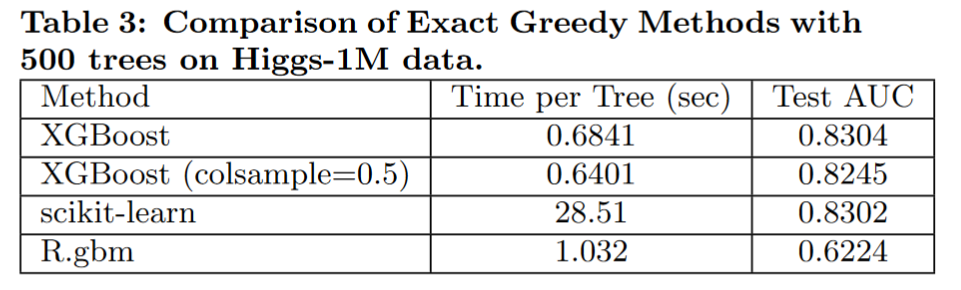 Table 3: Comparison of Exact Greedy Methods with
500 trees on Higgs-1M data.
Method Time per Tree (sec) Test AUC
XGBoost 0.6841 0.8304
XGBoost (colsample=0.5) 0.6401 0.8245
scikit-learn 28.51 0.8302
R.gbm 1.032 0.6224